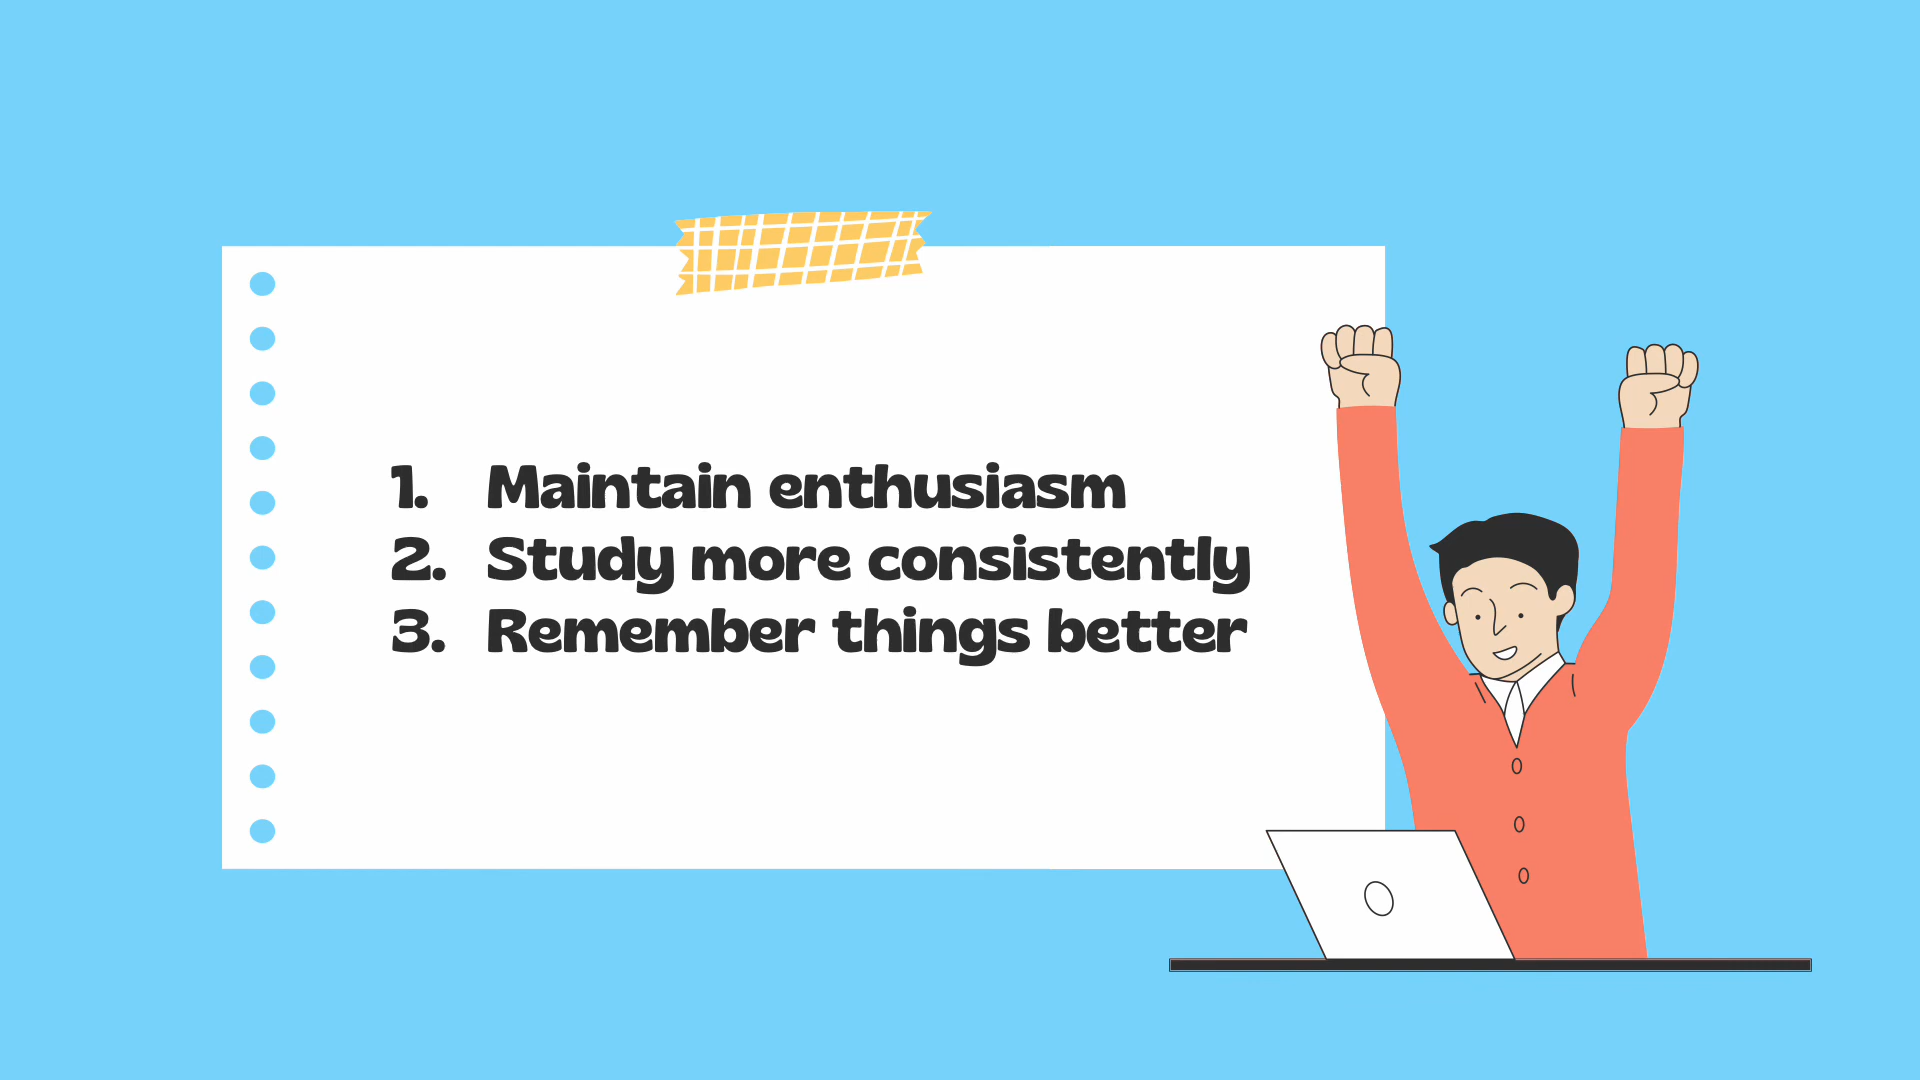 1. Maintain enthusiasm
2. Study more consistently
3. Remember things better